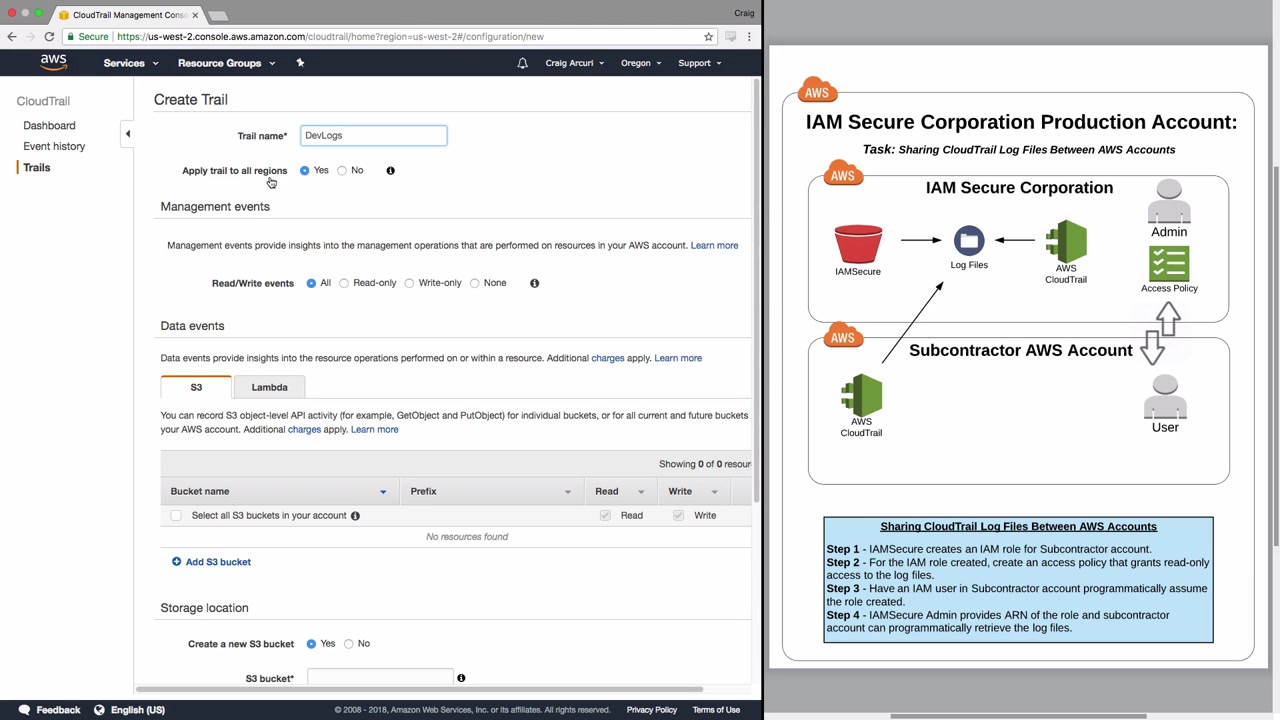 CloudTrail Management Conso
Craig
Secure https://us-west-2.console.aws.amazon.com/cloudtrail/home?region=us-west-2#/configuration/new
aws Services Resource Groups Craig Arcurl Oregon Support
CloudTrail
Dashboard
Event history
Trails
Create Trail
Trail name* DevLogs
Apply trail to all regions Yes No
Management events
Management events provide insights into the management operations that are performed on resources in your AWS account. Learn more
Read/Write events All Read-only Write-only None
Data events
Data events provide insights into the resource operations performed on or within a resource. Additional charges apply. Learn more
S3 Lambda
You can record S3 object-level API activity (for example, GetObject and PutObject) for individual buckets, or for all current and future buckets
your AWS account. Additional charges apply. Learn more
Showing 0 of 0 resour
Bucket name Prefix Read Write
Select all S3 buckets in your account Read Write
No resources found
Add S3 bucket
Storage location
Create a new S3 bucket Yes No
S3 bucket*
Feedback English (US) © 2008 - 2018, Amazon Web Services, Inc. or its affiliates. All rights reserved. Privacy Policy Terms of Use
AWS
IAM Secure Corporation Production Account:
Task: Sharing CloudTrail Log Files Between AWS Accounts
AWS
IAM Secure Corporation
Admin
IAMSecure
Log Files
AWS
CloudTrail
Access Policy
AWS
Subcontractor AWS Account
AWS
CloudTrail
User
Sharing CloudTrail Log Files Between AWS Accounts
Step 1 - IAMSecure creates an IAM role for Subcontractor account.
Step 2 - For the IAM role created, create an access policy that grants read-only
access to the log files.
Step 3 - Have an IAM user in Subcontractor account programmatically assume
the role created.
Step 4 - IAMSecure Admin provides ARN of the role and subcontractor
account can programmatically retrieve the log files.